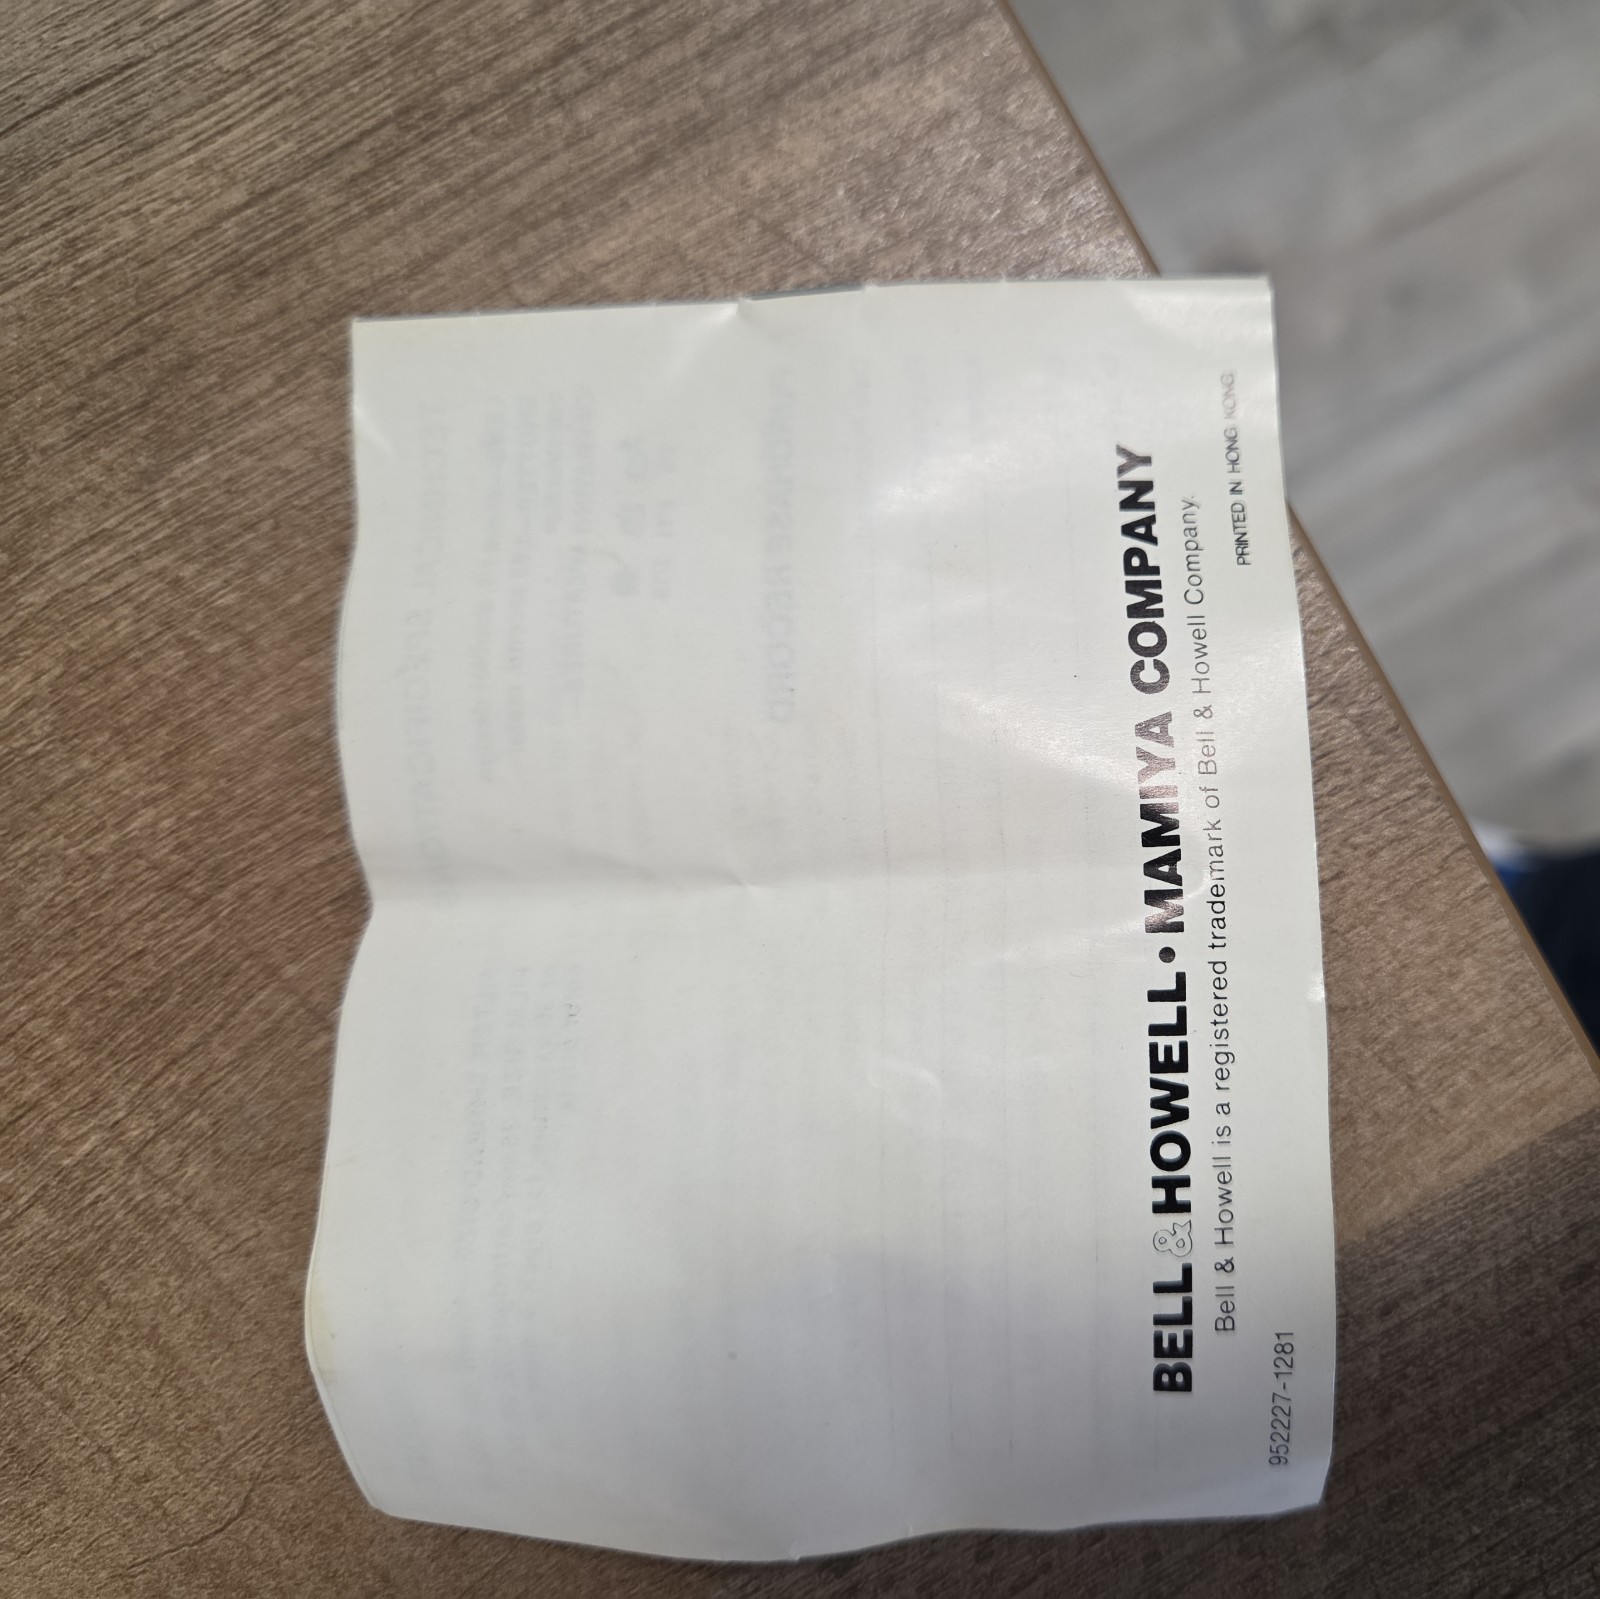 BELL & HOWELL • MAMIYA COMPANY
Bell & Howell is a registered trademark of Bell & Howell Company.
952227-1281
PRINTED IN HONG KONG